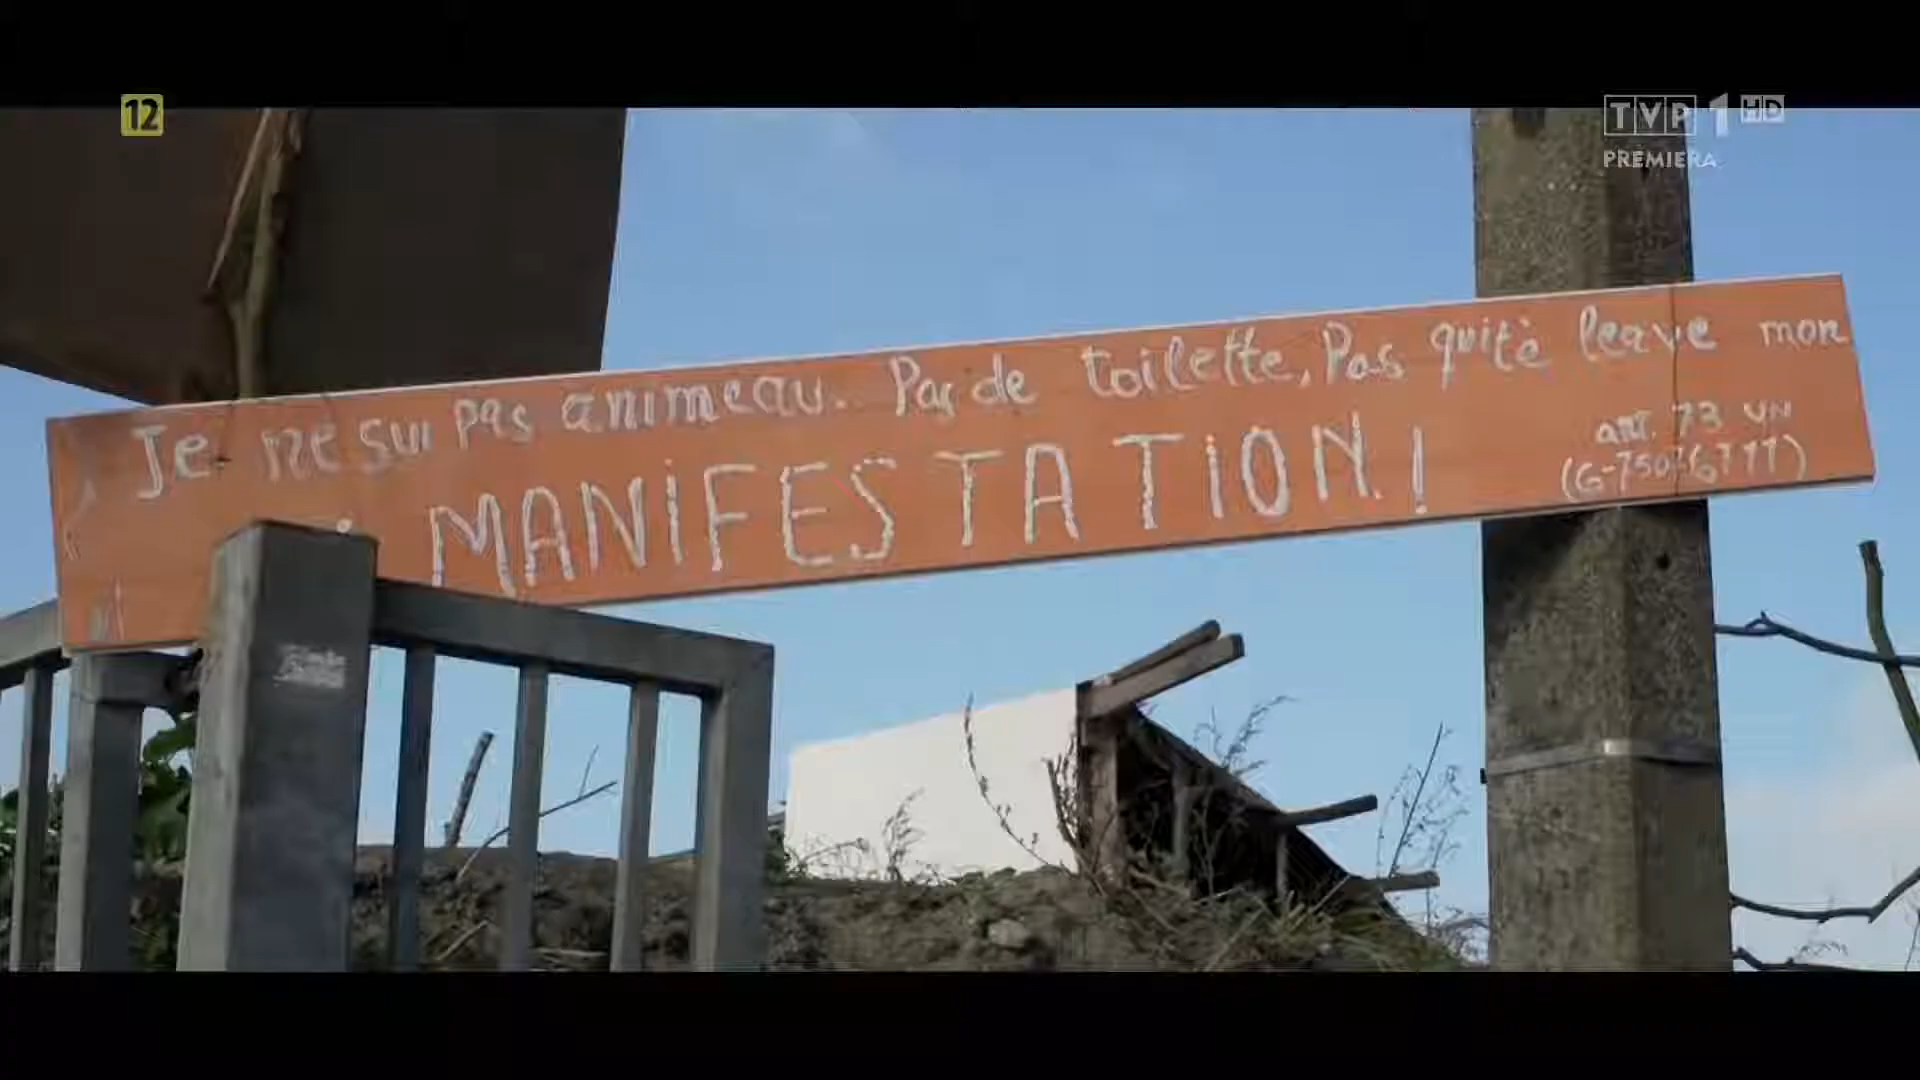 12
TVP 1 HD
PREMIERA
Je ne sui pas animeau. Pas de toilette, Pas quité leave mon
MANiFESTATiON!
art. 73 UN